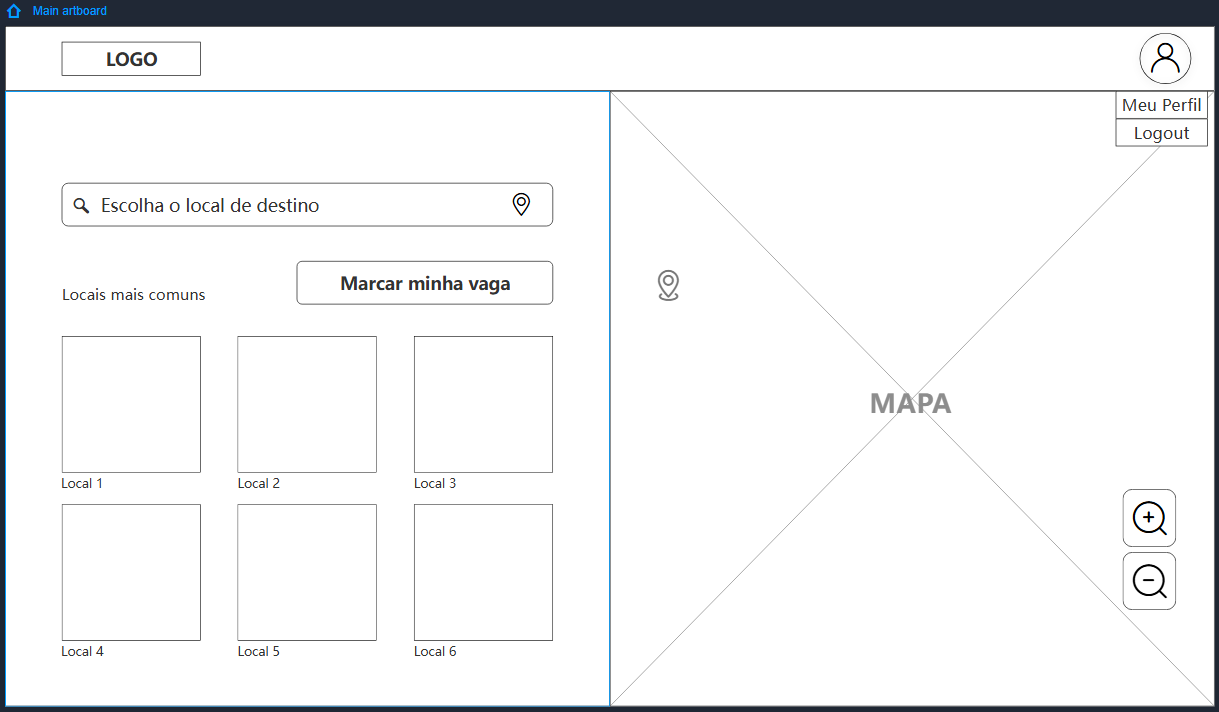 Main artboard
LOGO
Meu Perfil
Logout
Escolha o local de destino
Marcar minha vaga
Locais mais comuns
Local 1
Local 2
Local 3
Local 4
Local 5
Local 6
MAPA